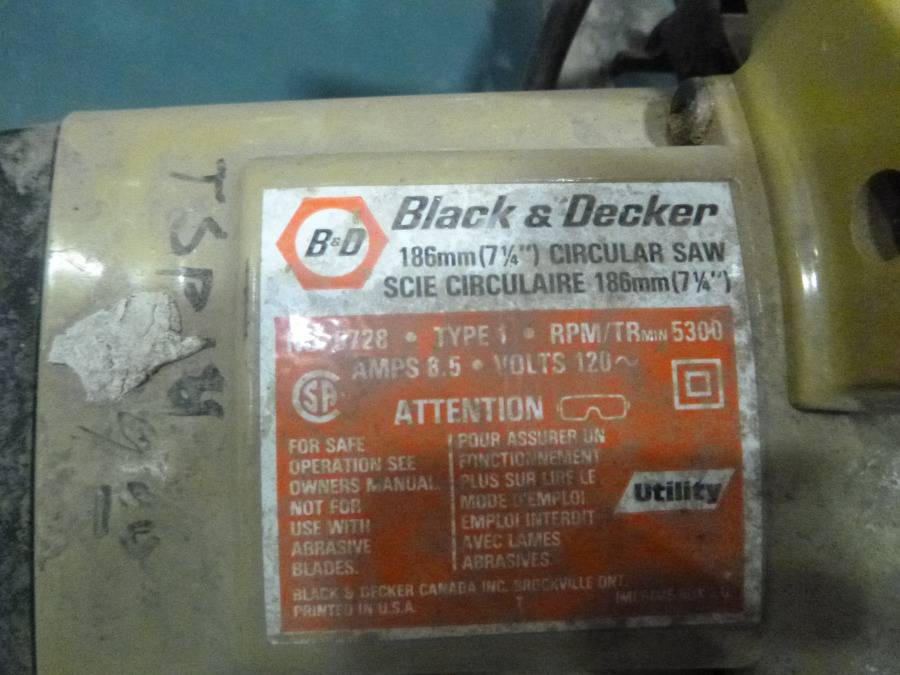 B&D
Black & Decker
186mm(7¼") CIRCULAR SAW
SCIE CIRCULAIRE 186mm(7¼")
TYPE 1 • RPM/TRMIN 5300
AMPS 8.5 • VOLTS 120 ~
SA
ATTENTION
FOR SAFE
OPERATION SEE
OWNERS MANUAL.
NOT FOR
USE WITH
ABRASIVE
BLADES.
POUR ASSURER UN
FONCTIONNEMENT
PLUS SUR LIRE LE
MODE D'EMPLOI
EMPLOI INTERDIT
AVEC LAMES
ABRASIVES.
Utility
BLACK & DECKER CANADA INC. BROCKVILLE ONT.
PRINTED IN U.S.A.
TSP